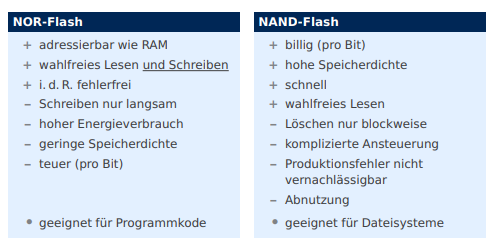 NOR-Flash
+ adressierbar wie RAM
+ wahlfreies Lesen und Schreiben
+ i. d. R. fehlerfrei
– Schreiben nur langsam
– hoher Energieverbrauch
– geringe Speicherdichte
– teuer (pro Bit)
• geeignet für Programmkode
NAND-Flash
+ billig (pro Bit)
+ hohe Speicherdichte
+ schnell
+ wahlfreies Lesen
– Löschen nur blockweise
– komplizierte Ansteuerung
– Produktionsfehler nicht
vernachlässigbar
– Abnutzung
• geeignet für Dateisysteme